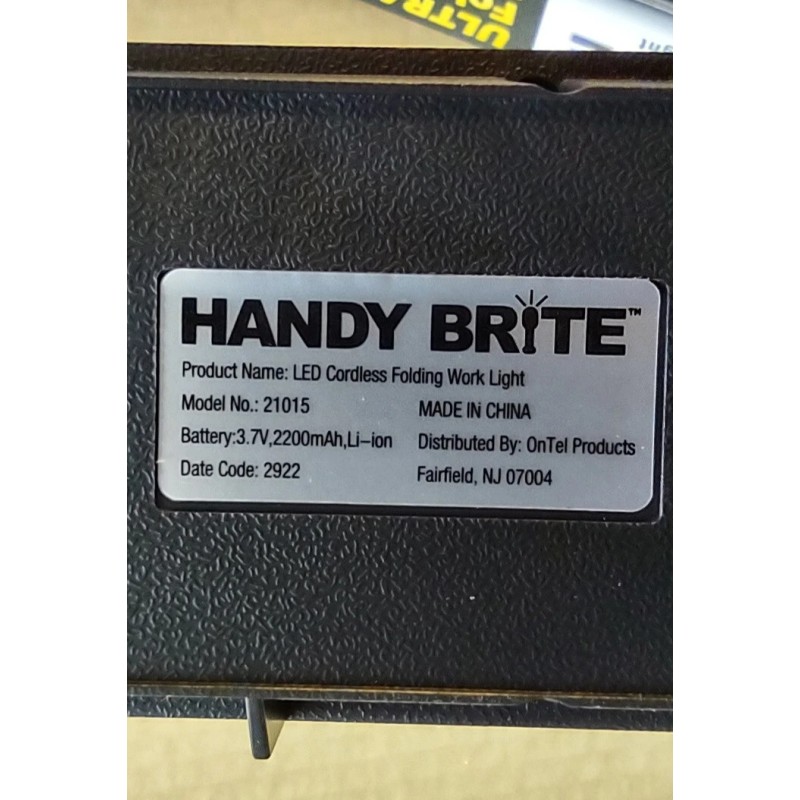 ULTRA
HANDY BRITE™
Product Name: LED Cordless Folding Work Light
Model No.: 21015
MADE IN CHINA
Battery:3.7V,2200mAh,Li-ion
Distributed By: OnTel Products
Date Code: 2922
Fairfield, NJ 07004